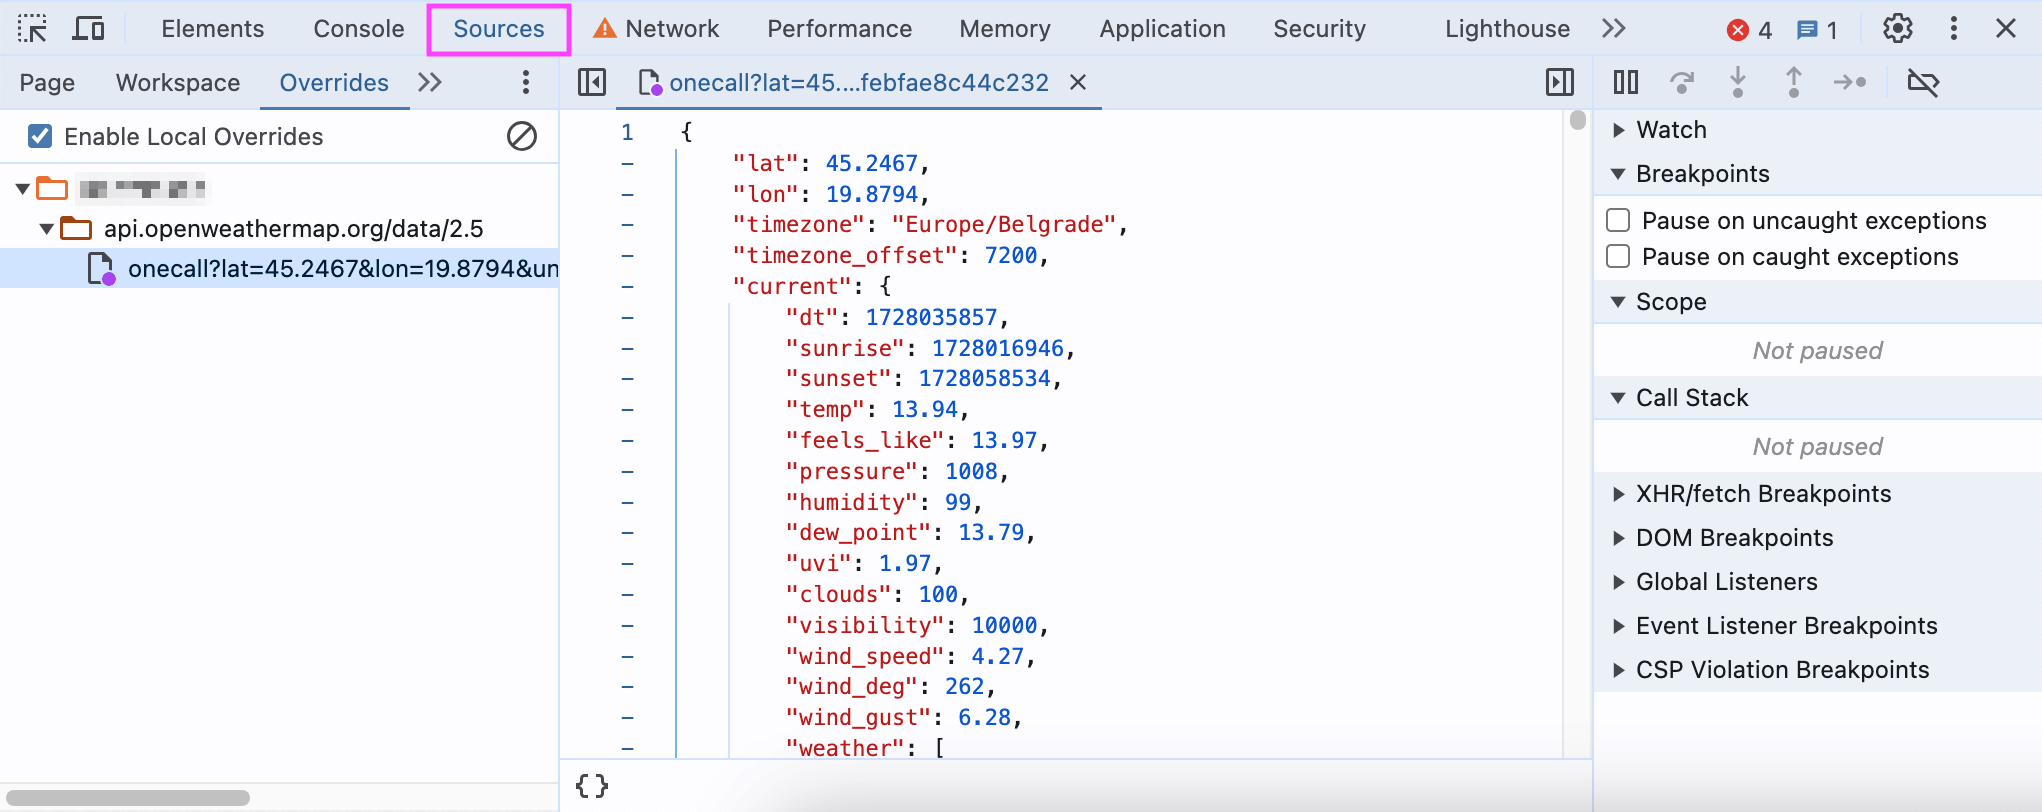 Elements Console Sources Network Performance Memory Application Security Lighthouse 4 1
Page Workspace Overrides
onecall?lat=45....febfae8c44c232
Enable Local Overrides
api.openweathermap.org/data/2.5
onecall?lat=45.2467&lon=19.8794&un
1 {
"lat": 45.2467,
"lon": 19.8794,
"timezone": "Europe/Belgrade",
"timezone_offset": 7200,
"current": {
"dt": 1728035857,
"sunrise": 1728016946,
"sunset": 1728058534,
"temp": 13.94,
"feels_like": 13.97,
"pressure": 1008,
"humidity": 99,
"dew_point": 13.79,
"uvi": 1.97,
"clouds": 100,
"visibility": 10000,
"wind_speed": 4.27,
"wind_deg": 262,
"wind_gust": 6.28,
"weather": [
{}
Watch
Breakpoints
Pause on uncaught exceptions
Pause on caught exceptions
Scope
Not paused
Call Stack
Not paused
XHR/fetch Breakpoints
DOM Breakpoints
Global Listeners
Event Listener Breakpoints
CSP Violation Breakpoints